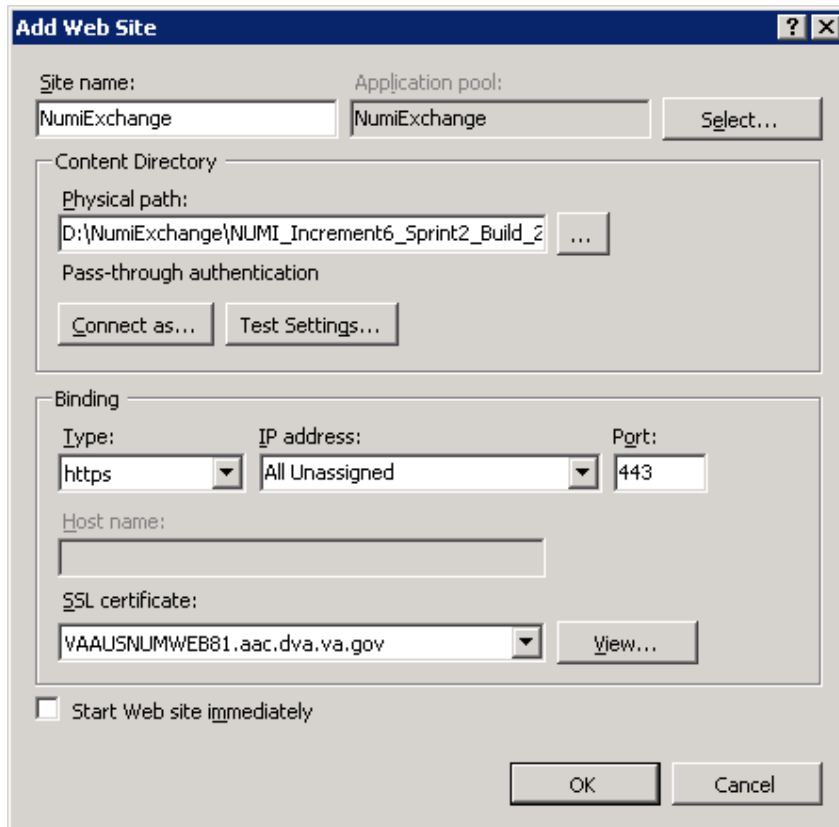 Add Web Site
Site name:
Application pool:
NumiExchange
NumiExchange
Select...
Content Directory
Physical path:
D:\NumiExchange\NUMI_Increment6_Sprint2_Build_2
...
Pass-through authentication
Connect as...
Test Settings...
Binding
Type:
IP address:
Port:
https
All Unassigned
443
Host name:
SSL certificate:
VAAUSNUMWEB81.aac.dva.va.gov
View...
Start Web site immediately
OK
Cancel